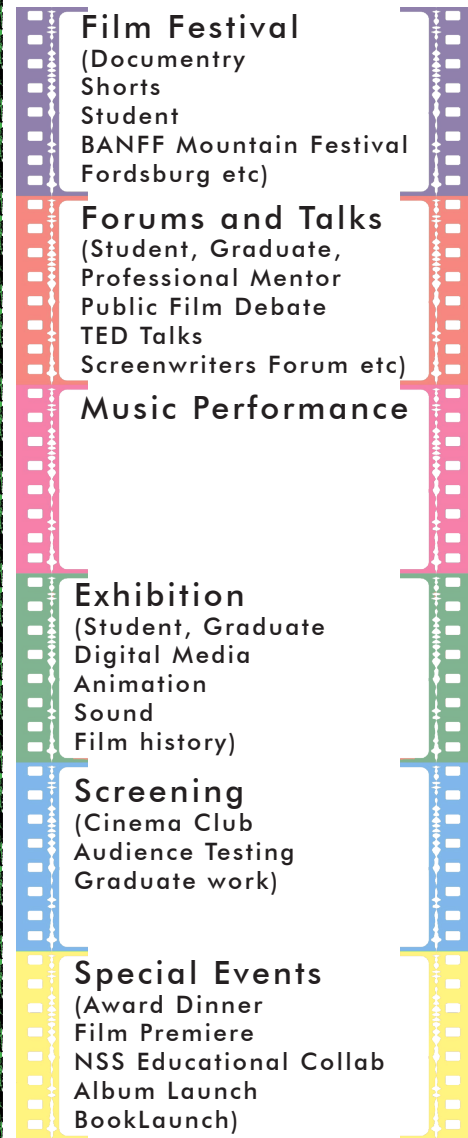 Film Festival
(Documentry
Shorts
Student
BANFF Mountain Festival
Fordsburg etc)
Forums and Talks
(Student, Graduate,
Professional Mentor
Public Film Debate
TED Talks
Screenwriters Forum etc)
Music Performance
Exhibition
(Student, Graduate
Digital Media
Animation
Sound
Film history)
Screening
(Cinema Club
Audience Testing
Graduate work)
Special Events
(Award Dinner
Film Premiere
NSS Educational Collab
Album Launch
BookLaunch)